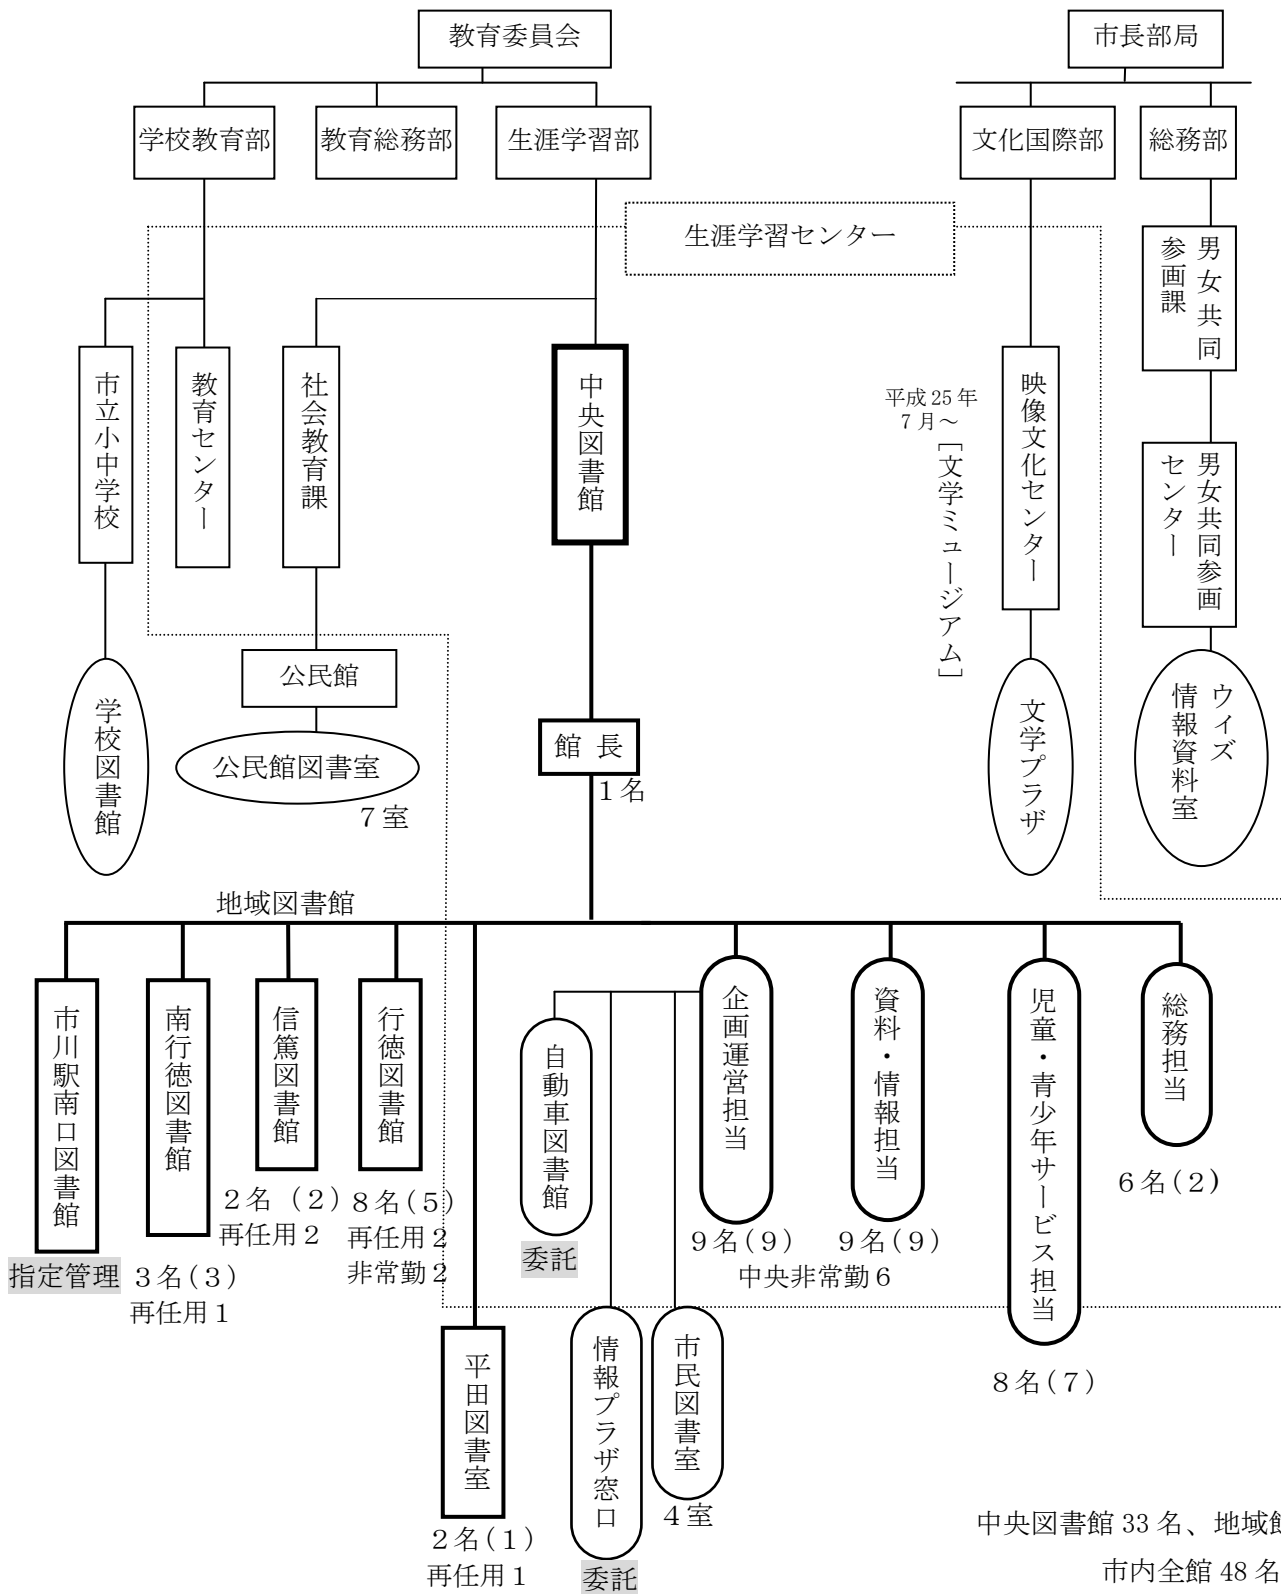 教育委員会
市長部局
学校教育部
教育総務部
生涯学習部
文化国際部
総務部
生涯学習センター
男女共同
参画課
市立小中学校
教育センター
社会教育課
中央図書館
平成25年
7月～
[文学ミュージアム]
映像文化センター
男女共同参画
センター
学校図書館
公民館
公民館図書室
７室
館 長
１名
文学プラザ
ウィズ
情報資料室
地域図書館
市川駅南口図書館
指定管理
南行徳図書館
３名(３)
再任用１
信篤図書館
２名 (２)
再任用２
行徳図書館
８名(５)
再任用２
非常勤２
平田図書室
２名(１)
再任用１
自動車図書館
委託
情報プラザ窓口
委託
市民図書室
４室
企画運営担当
９名(９)
資料・情報担当
９名(９)
中央非常勤６
児童・青少年サービス担当
８名(７)
総務担当
６名(２)
中央図書館 33 名、地域館
市内全館 48 名